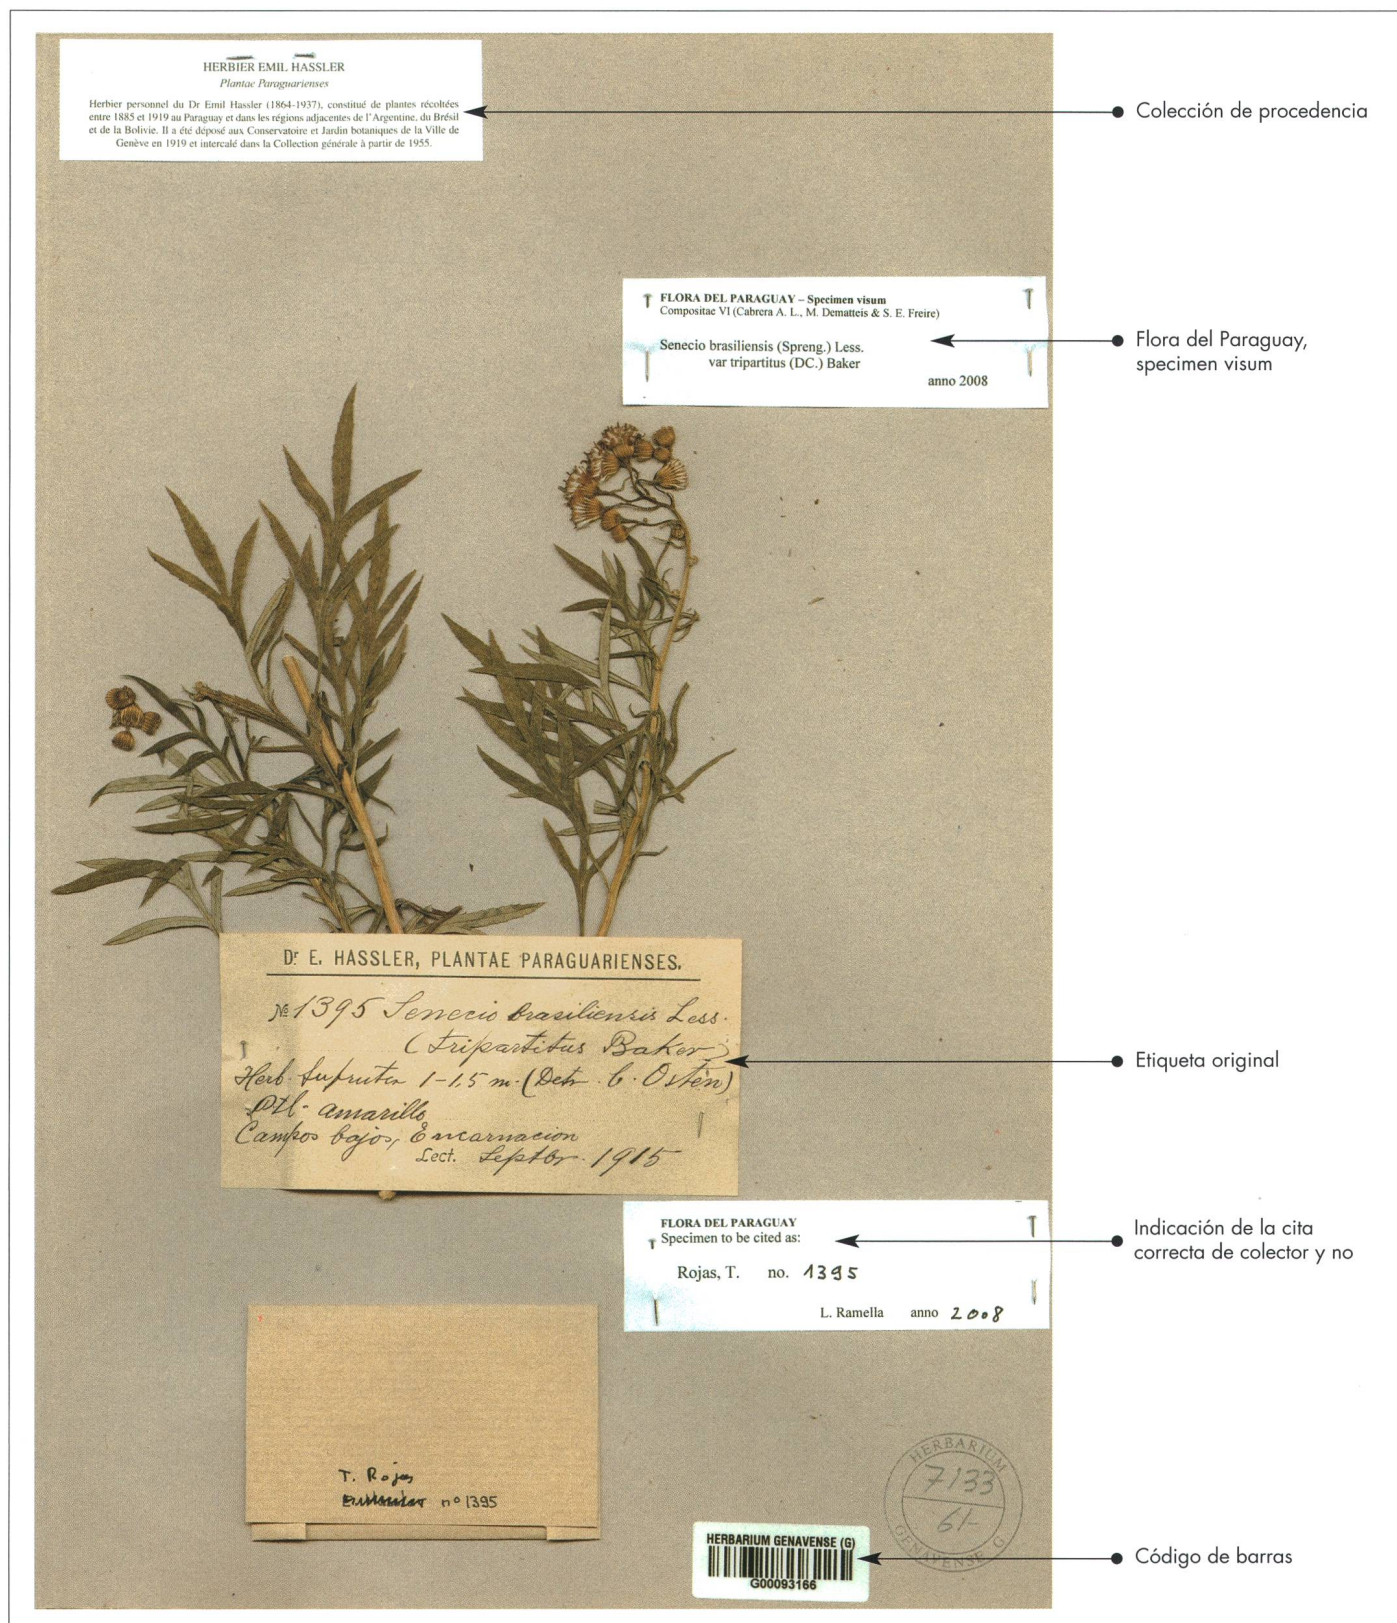 HERBIER EMIL HASSLER
Plantae Paraguarienses
Herbier personnel du Dr Emil Hassler (1864-1937), constitué de plantes récoltées
entre 1885 et 1919 au Paraguay et dans les régions adjacentes de l'Argentine, du Brésil
et de la Bolivie. Il a été déposé aux Conservatoire et Jardin botaniques de la Ville de
Genève en 1919 et intercalé dans la Collection générale à partir de 1955.
Colección de procedencia
FLORA DEL PARAGUAY – Specimen visum
Compositae VI (Cabrera A. L., M. Dematteis & S. E. Freire)
Senecio brasiliensis (Spreng.) Less.
var tripartitus (DC.) Baker
anno 2008
Flora del Paraguay,
specimen visum
Dr E. HASSLER, PLANTAE PARAGUARIENSES.
No 1395 Senecio brasiliensis Less.
(tripartitus Baker)
Herb. 1-1,5 m. (Detr. C. Osten)
amarillo
Campos bajos, Encarnacion
Lect. Septbr. 1915
Etiqueta original
FLORA DEL PARAGUAY
Specimen to be cited as:
Rojas, T. no. 1395
L. Ramella anno 2008
Indicación de la cita
correcta de colector y no
T. Rojas
no 1395
HERBARIUM
7133
61-
GENAVENSE G
HERBARIUM GENAVENSE (G)
G00093166
Código de barras